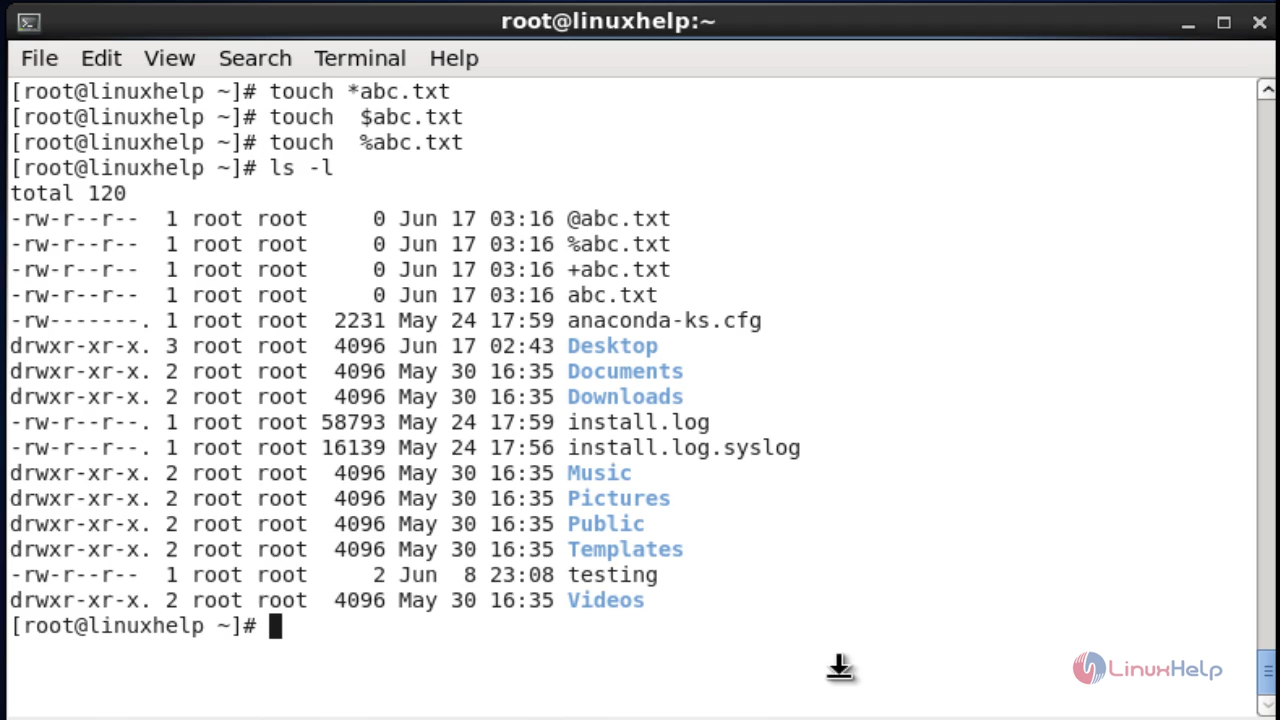 root@linuxhelp:~
File Edit View Search Terminal Help
[root@linuxhelp ~]# touch *abc.txt
[root@linuxhelp ~]# touch  $abc.txt
[root@linuxhelp ~]# touch  %abc.txt
[root@linuxhelp ~]# ls -l
total 120
-rw-r--r--  1 root root     0 Jun 17 03:16 @abc.txt
-rw-r--r--  1 root root     0 Jun 17 03:16 %abc.txt
-rw-r--r--  1 root root     0 Jun 17 03:16 +abc.txt
-rw-r--r--  1 root root     0 Jun 17 03:16 abc.txt
-rw-------. 1 root root  2231 May 24 17:59 anaconda-ks.cfg
drwxr-xr-x. 3 root root  4096 Jun 17 02:43 Desktop
drwxr-xr-x. 2 root root  4096 May 30 16:35 Documents
drwxr-xr-x. 2 root root  4096 May 30 16:35 Downloads
-rw-r--r--. 1 root root 58793 May 24 17:59 install.log
-rw-r--r--. 1 root root 16139 May 24 17:56 install.log.syslog
drwxr-xr-x. 2 root root  4096 May 30 16:35 Music
drwxr-xr-x. 2 root root  4096 May 30 16:35 Pictures
drwxr-xr-x. 2 root root  4096 May 30 16:35 Public
drwxr-xr-x. 2 root root  4096 May 30 16:35 Templates
-rw-r--r--  1 root root     2 Jun  8 23:08 testing
drwxr-xr-x. 2 root root  4096 May 30 16:35 Videos
[root@linuxhelp ~]#
LinuxHelp